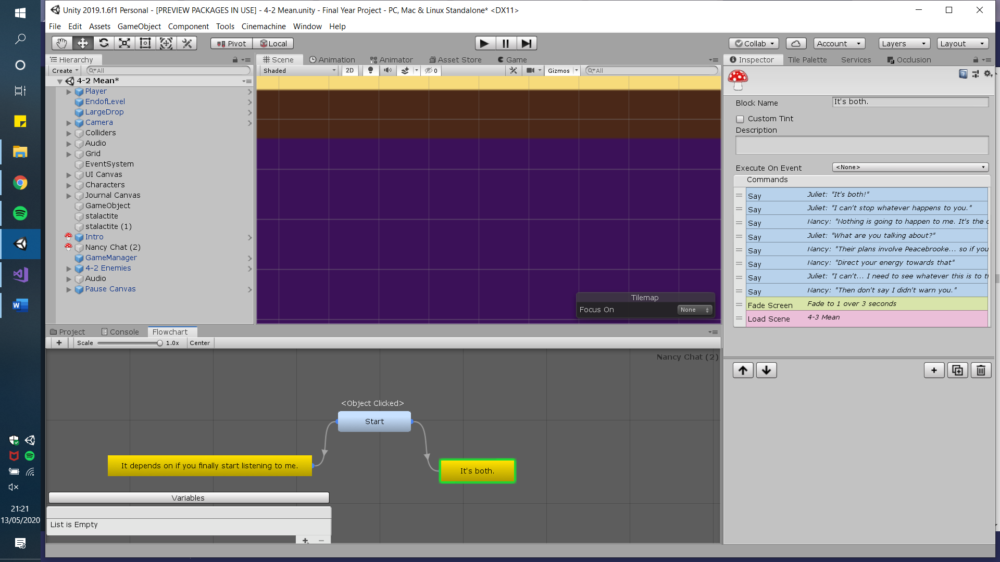 Unity 2019.1.6f1 Personal - [PREVIEW PACKAGES IN USE] - 4-2 Mean.unity - Final Year Project - PC, Mac & Linux Standalone* <DX11>
File Edit Assets GameObject Component Tools Cinemachine Window Help
Pivot Local Collab Account Layers Layout
Hierarchy
Create All
4-2 Mean*
Player
EndofLevel
LargeDrop
Camera
Colliders
Audio
Grid
EventSystem
UI Canvas
Characters
Journal Canvas
GameObject
stalactite
stalactite (1)
Intro
Nancy Chat (2)
GameManager
4-2 Enemies
Audio
Pause Canvas
Scene Animation Animator Asset Store Game
Shaded 2D 0 Gizmos All
Tilemap
Focus On None
Inspector Tile Palette Services Occlusion
Block Name It's both.
Custom Tint
Description
Execute On Event <None>
Commands
Say Juliet: "It's both!"
Say Juliet: "I can't stop whatever happens to you."
Say Nancy: "Nothing is going to happen to me. It's the
Say Juliet: "What are you talking about?"
Say Nancy: "Their plans involve Peacebrooke... so if you
Say Nancy: "Direct your energy towards that"
Say Juliet: "I can't... I need to see whatever this is to
Say Nancy: "Then don't say I didn't warn you."
Fade Screen Fade to 1 over 3 seconds
Load Scene 4-3 Mean
Project Console Flowchart
+ Scale 1.0x Center
Nancy Chat (2)
<Object Clicked>
Start
It depends on if you finally start listening to me.
It's both.
Variables
List is Empty
21:21
13/05/2020